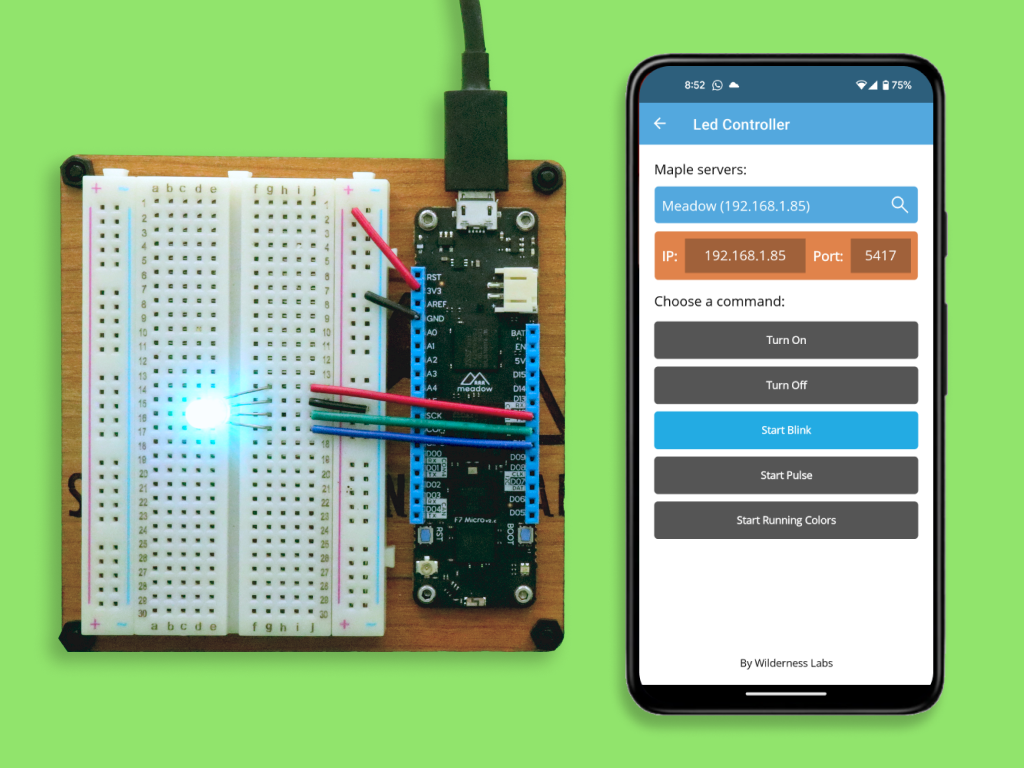 8:52 75%
Led Controller
Maple servers:
Meadow (192.168.1.85)
IP: 192.168.1.85 Port: 5417
Choose a command:
Turn On
Turn Off
Start Blink
Start Pulse
Start Running Colors
By Wilderness Labs
a b c d e f g h i j
1
2
3
4
5
6
7
8
9
10
11
12
13
14
15
16
17
18
19
20
21
22
23
24
25
26
27
28
29
30
a b c d e f g h i j
RST
3V3
AREF
GND
A0
A1
A2
A3
A4
SCK
D00
D01
D02
D03
D04
BAT
EN
5V
D15
D14
D13
D09
D08
D07
D06
D05
meadow
F7 Micro
RST
BOOT